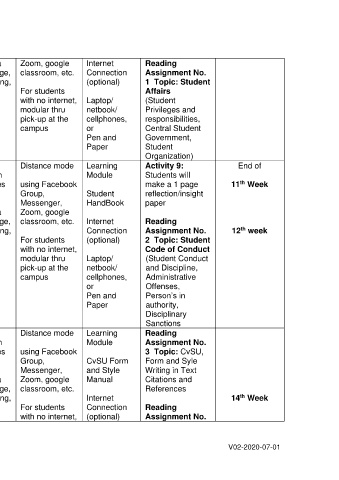 ge,
ng,
Zoom, google
classroom, etc.
For students
with no internet,
modular thru
pick-up at the
campus
Internet
Connection
(optional)
Laptop/
netbook/
cellphones,
or
Pen and
Paper
Reading
Assignment No.
1 Topic: Student
Affairs
(Student
Privileges and
responsibilities,
Central Student
Government,
Student
Organization)
ge,
ng,
Distance mode
using Facebook
Group,
Messenger,
Zoom, google
classroom, etc.
For students
with no internet,
modular thru
pick-up at the
campus
Learning
Module
Student
HandBook
Internet
Connection
(optional)
Laptop/
netbook/
cellphones,
or
Pen and
Paper
Activity 9:
Students will
make a 1 page
reflection/insight
paper
Reading
Assignment No.
2 Topic: Student
Code of Conduct
(Student Conduct
and Discipline,
Administrative
Offenses,
Person's in
authority,
Disciplinary
Sanctions
End of
11th Week
12th week
ge,
ng,
Distance mode
using Facebook
Group,
Messenger,
Zoom, google
classroom, etc.
For students
with no internet,
Learning
Module
CvSU Form
and Style
Manual
Internet
Connection
(optional)
Reading
Assignment No.
3 Topic: CvSU,
Form and Syle
Writing in Text
Citations and
References
Reading
Assignment No.
14th Week
V02-2020-07-01